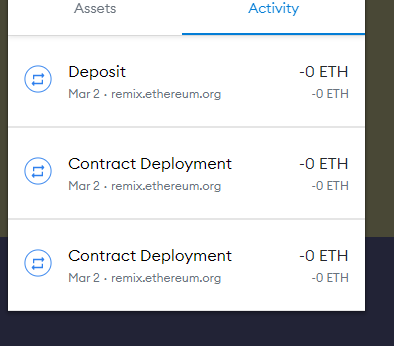 Assets
Activity
Deposit
-0 ETH
Mar 2 · remix.ethereum.org
-0 ETH
Contract Deployment
-0 ETH
Mar 2 · remix.ethereum.org
-0 ETH
Contract Deployment
-0 ETH
Mar 2 · remix.ethereum.org
-0 ETH